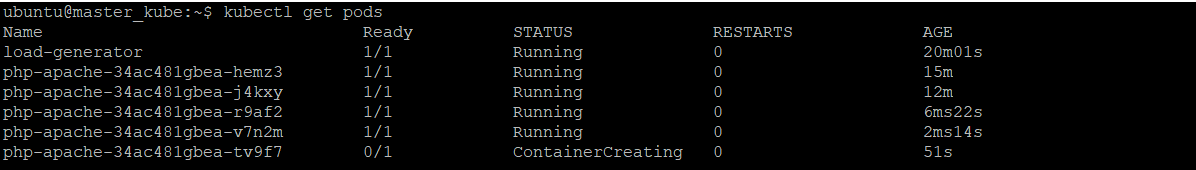 ubuntu@master_kube:~$ kubectl get pods
Name Ready STATUS RESTARTS AGE
load-generator 1/1 Running 0 20m01s
php-apache-34ac481gbea-hemz3 1/1 Running 0 15m
php-apache-34ac481gbea-j4kxy 1/1 Running 0 12m
php-apache-34ac481gbea-r9af2 1/1 Running 0 6ms22s
php-apache-34ac481gbea-v7n2m 1/1 Running 0 2ms14s
php-apache-34ac481gbea-tv9f7 0/1 ContainerCreating 0 51s